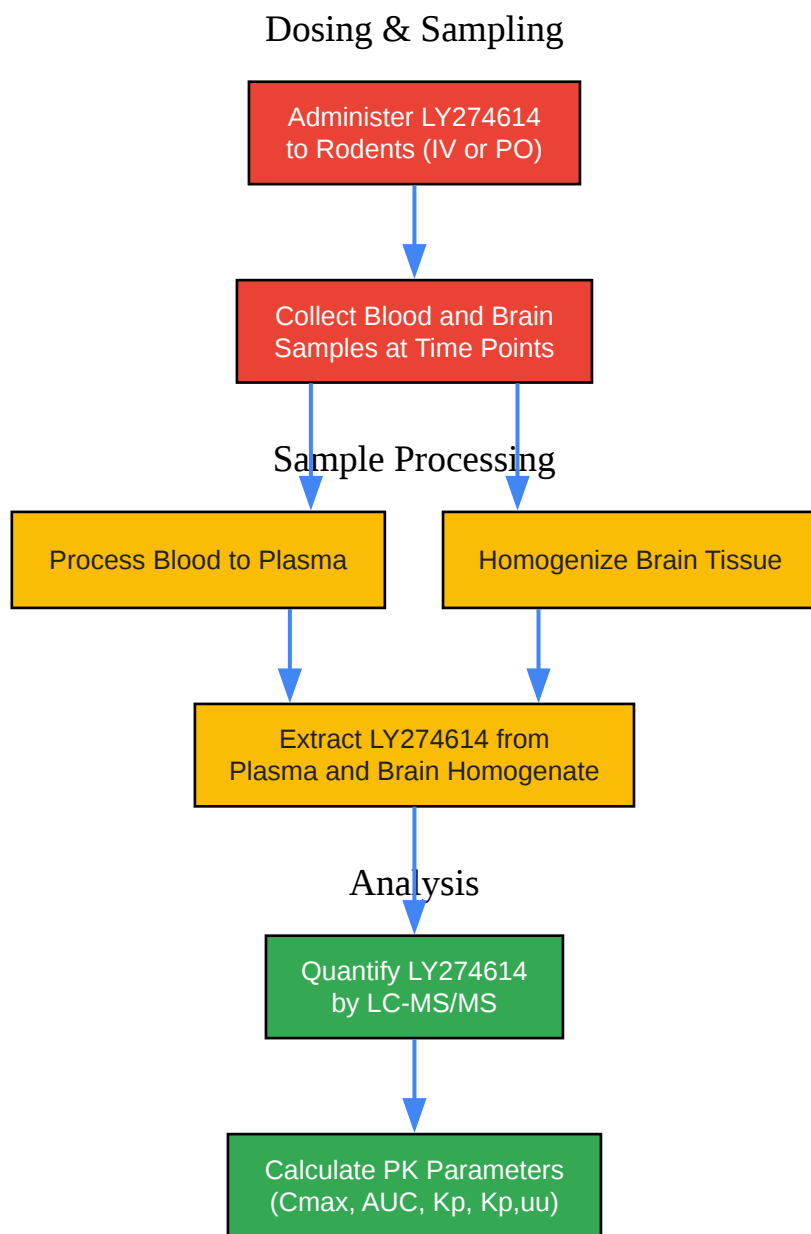 Dosing & Sampling
Administer LY274614
to Rodents (IV or PO)
Collect Blood and Brain
Samples at Time Points
Sample Processing
Process Blood to Plasma
Homogenize Brain Tissue
Extract LY274614 from
Plasma and Brain Homogenate
Analysis
Quantify LY274614
by LC-MS/MS
Calculate PK Parameters
(Cmax, AUC, Kp, Kp,uu)